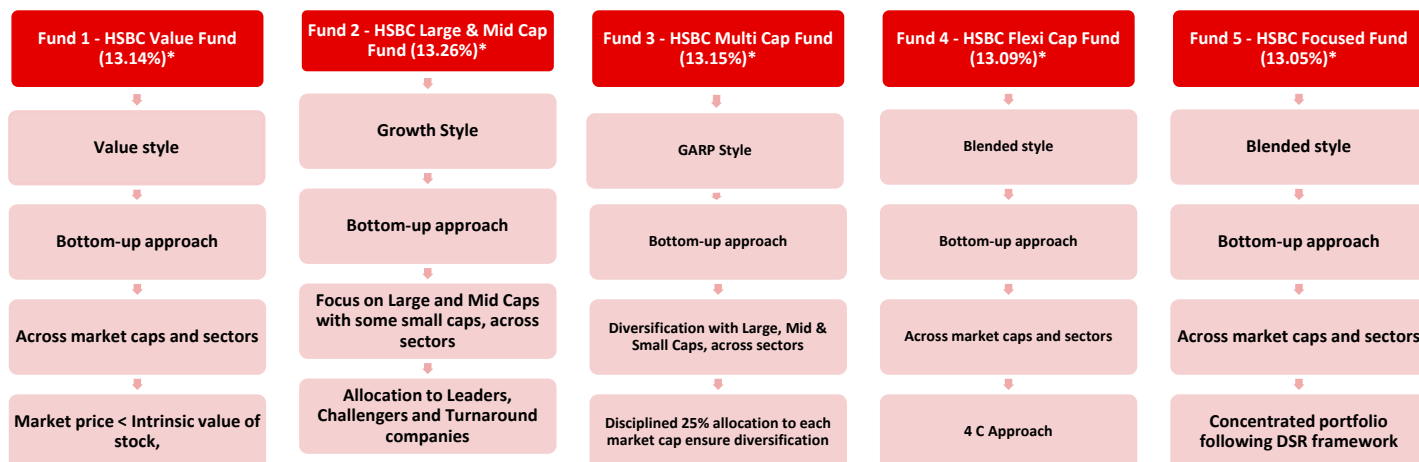 Fund 1 - HSBC Value Fund
(13.14%)*
Value style
Bottom-up approach
Across market caps and sectors
Market price < Intrinsic value of
stock,
Fund 2 - HSBC Large & Mid Cap
Fund (13.26%)*
Growth Style
Bottom-up approach
Focus on Large and Mid Caps
with some small caps, across
sectors
Allocation to Leaders,
Challengers and Turnaround
companies
Fund 3 - HSBC Multi Cap Fund
(13.15%)*
GARP Style
Bottom-up approach
Diversification with Large, Mid &
Small Caps, across sectors
Disciplined 25% allocation to each
market cap ensure diversification
Fund 4 - HSBC Flexi Cap Fund
(13.09%)*
Blended style
Bottom-up approach
Across market caps and sectors
4 C Approach
Fund 5 - HSBC Focused Fund
(13.05%)*
Blended style
Bottom-up approach
Across market caps and sectors
Concentrated portfolio
following DSR framework